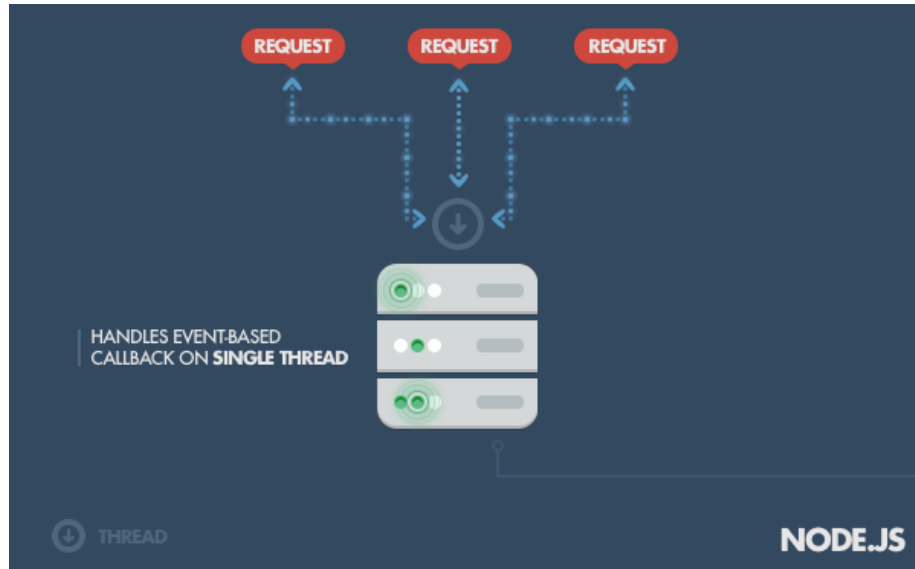 REQUEST
REQUEST
REQUEST
HANDLES EVENT-BASED
CALLBACK ON SINGLE THREAD
THREAD
NODE.JS